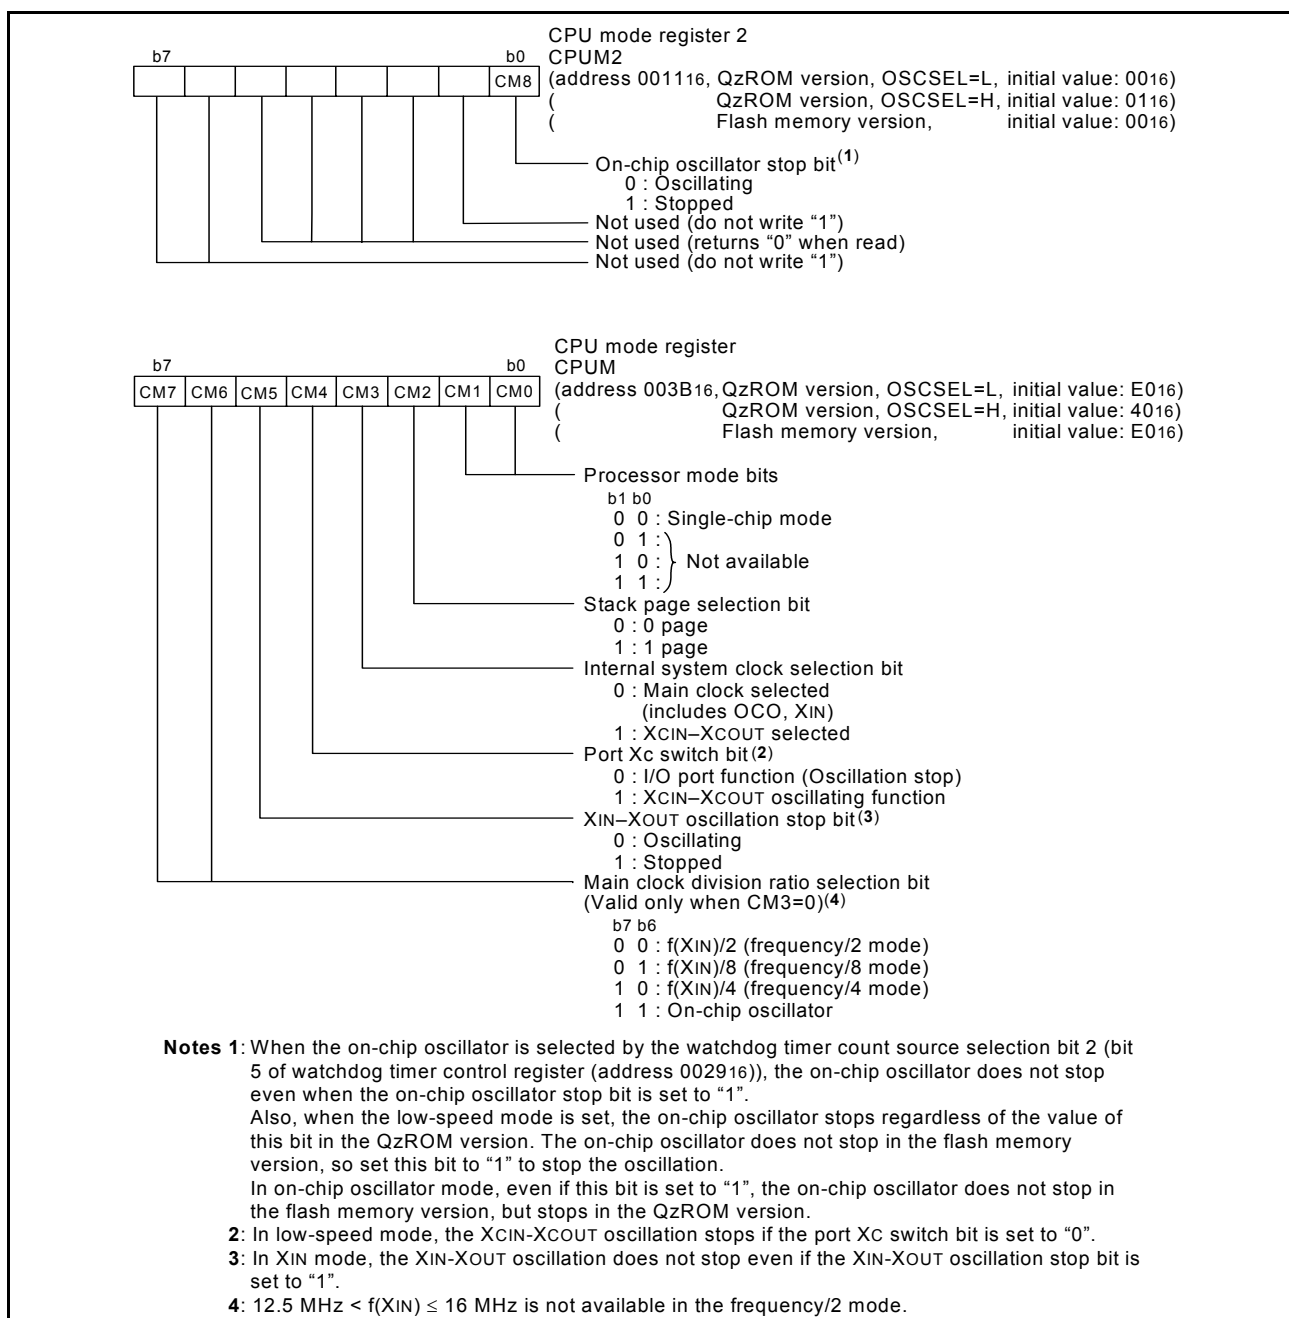 CPU mode register 2
b7 b0 CPUM2
CM8 (address 001116, QzROM version, OSCSEL=L, initial value: 0016)
( QzROM version, OSCSEL=H, initial value: 0116)
( Flash memory version, initial value: 0016)
On-chip oscillator stop bit(1)
0 : Oscillating
1 : Stopped
Not used (do not write “1”)
Not used (returns “0” when read)
Not used (do not write “1”)
CPU mode register
b7 b0 CPUM
CM7 CM6 CM5 CM4 CM3 CM2 CM1 CM0 (address 003B16, QzROM version, OSCSEL=L, initial value: E016)
( QzROM version, OSCSEL=H, initial value: 4016)
( Flash memory version, initial value: E016)
Processor mode bits
b1 b0
0 0 : Single-chip mode
0 1 :
1 0 : Not available
1 1 :
Stack page selection bit
0 : 0 page
1 : 1 page
Internal system clock selection bit
0 : Main clock selected
(includes OCO, XIN)
1 : XCIN–XCOUT selected
Port Xc switch bit(2)
0 : I/O port function (Oscillation stop)
1 : XCIN–XCOUT oscillating function
XIN–XOUT oscillation stop bit(3)
0 : Oscillating
1 : Stopped
Main clock division ratio selection bit
(Valid only when CM3=0)(4)
b7 b6
0 0 : f(XIN)/2 (frequency/2 mode)
0 1 : f(XIN)/8 (frequency/8 mode)
1 0 : f(XIN)/4 (frequency/4 mode)
1 1 : On-chip oscillator
Notes 1: When the on-chip oscillator is selected by the watchdog timer count source selection bit 2 (bit
5 of watchdog timer control register (address 002916)), the on-chip oscillator does not stop
even when the on-chip oscillator stop bit is set to “1”.
Also, when the low-speed mode is set, the on-chip oscillator stops regardless of the value of
this bit in the QzROM version. The on-chip oscillator does not stop in the flash memory
version, so set this bit to “1” to stop the oscillation.
In on-chip oscillator mode, even if this bit is set to “1”, the on-chip oscillator does not stop in
the flash memory version, but stops in the QzROM version.
2: In low-speed mode, the XCIN-XCOUT oscillation stops if the port XC switch bit is set to “0”.
3: In XIN mode, the XIN-XOUT oscillation does not stop even if the XIN-XOUT oscillation stop bit is
set to “1”.
4: 12.5 MHz < f(XIN) ≤ 16 MHz is not available in the frequency/2 mode.